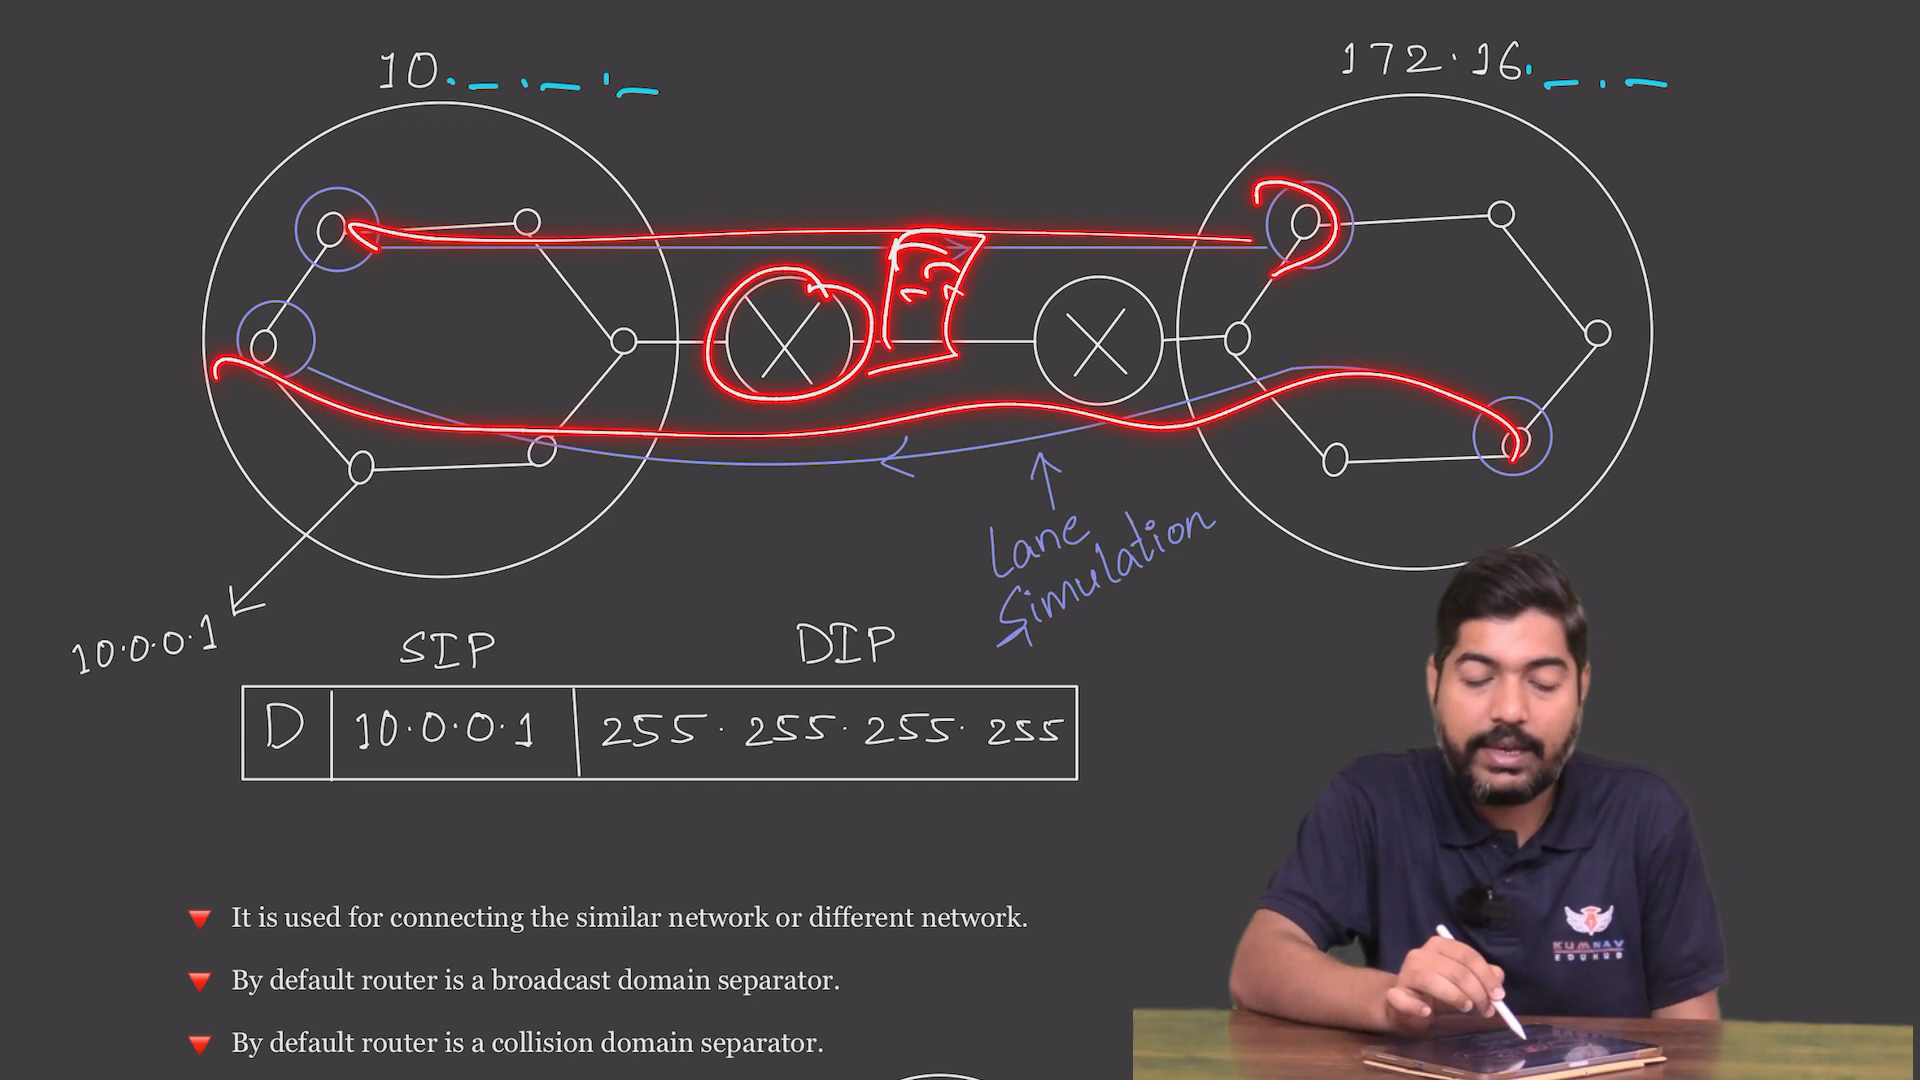 10._._._
172.16._._
Lane
Simulation
10.0.0.1
SIP
DIP
D 10.0.0.1 255.255.255.255
It is used for connecting the similar network or different network.
By default router is a broadcast domain separator.
By default router is a collision domain separator.
KUMNAV
EDUHUB